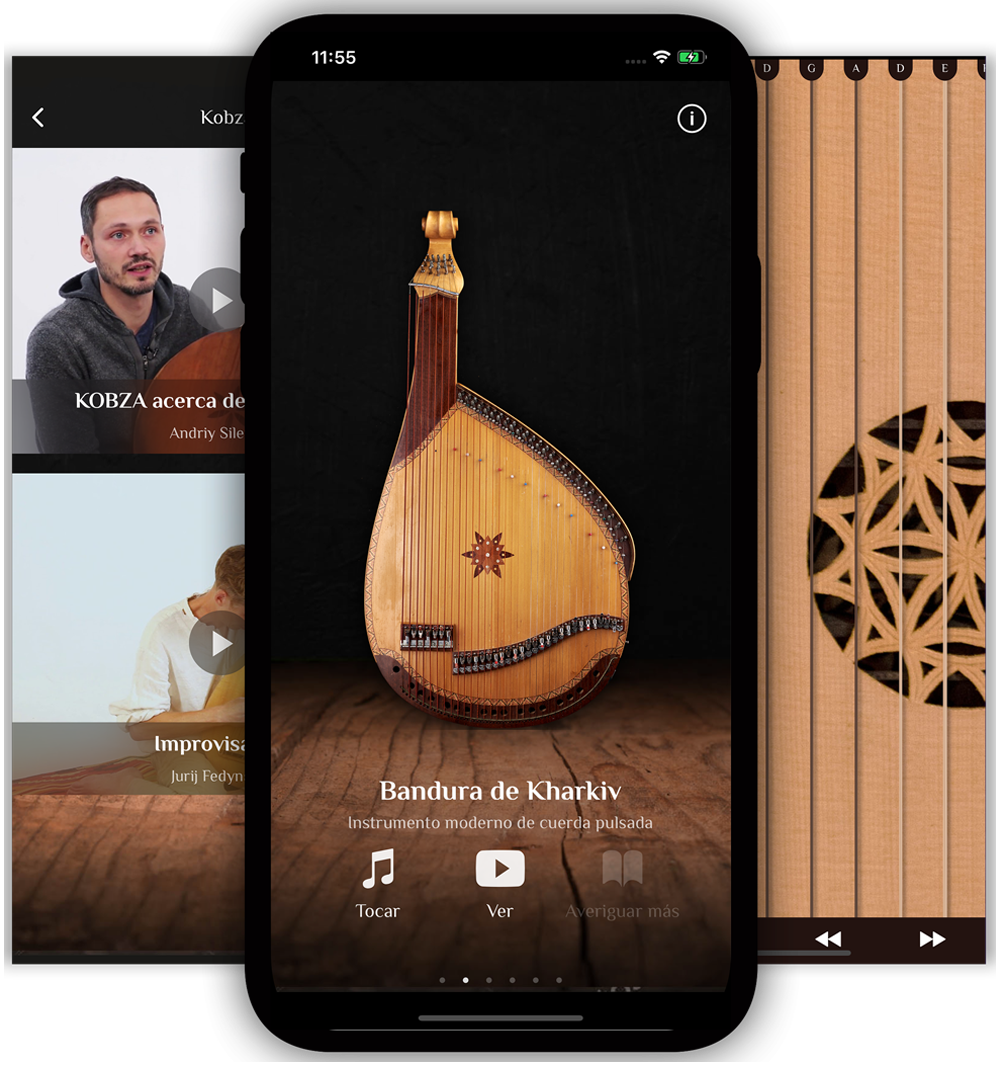 11:55
Kobz
KOBZA acerca de
Andriy Sile
Improvisa
Jurij Fedyn
Bandura de Kharkiv
Instrumento moderno de cuerda pulsada
Tocar
Ver
Averiguar más
D G A D E